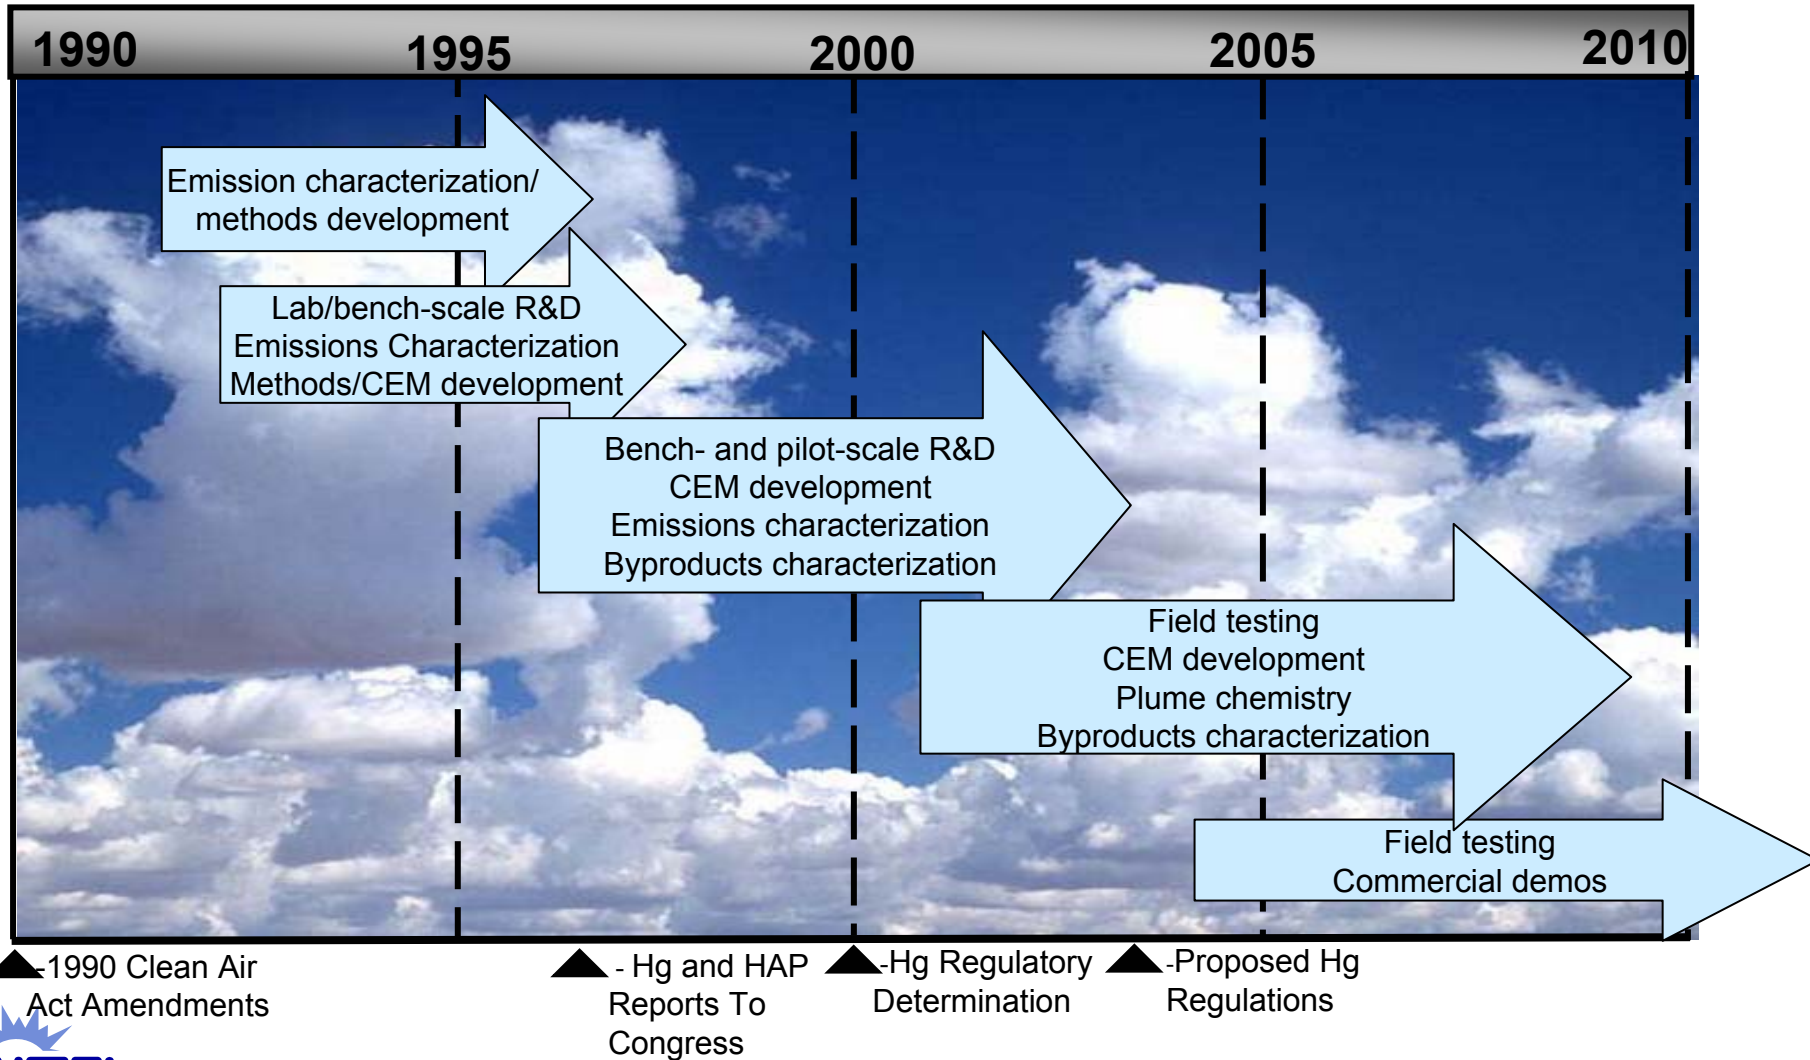 1990 1995 2000 2005 2010
Emission characterization/
methods development
Lab/bench-scale R&D
Emissions Characterization
Methods/CEM development
Bench- and pilot-scale R&D
CEM development
Emissions characterization
Byproducts characterization
Field testing
CEM development
Plume chemistry
Byproducts characterization
Field testing
Commercial demos
-1990 Clean Air
Act Amendments
- Hg and HAP
Reports To
Congress
-Hg Regulatory
Determination
-Proposed Hg
Regulations